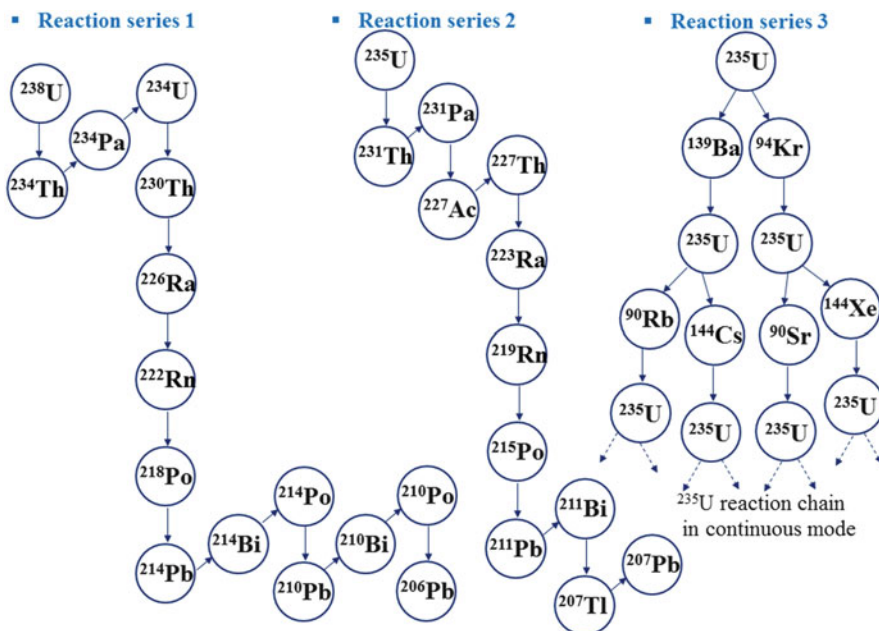 ▪ Reaction series 1
²³⁸U
²³⁴U
²³⁴Pa
²³⁴Th
²³⁰Th
²²⁶Ra
²²²Rn
²¹⁸Po
²¹⁴Pb
²¹⁴Bi
²¹⁴Po
²¹⁰Pb
²¹⁰Bi
²¹⁰Po
²⁰⁶Pb
▪ Reaction series 2
²³⁵U
²³¹Th
²³¹Pa
²²⁷Ac
²²⁷Th
²²³Ra
²¹⁹Rn
²¹⁵Po
²¹¹Pb
²¹¹Bi
²⁰⁷Tl
²⁰⁷Pb
▪ Reaction series 3
²³⁵U
¹³⁹Ba
⁹⁴Kr
²³⁵U
²³⁵U
⁹⁰Rb
¹⁴⁴Cs
⁹⁰Sr
¹⁴⁴Xe
²³⁵U
²³⁵U
²³⁵U
²³⁵U
²³⁵U reaction chain
in continuous mode